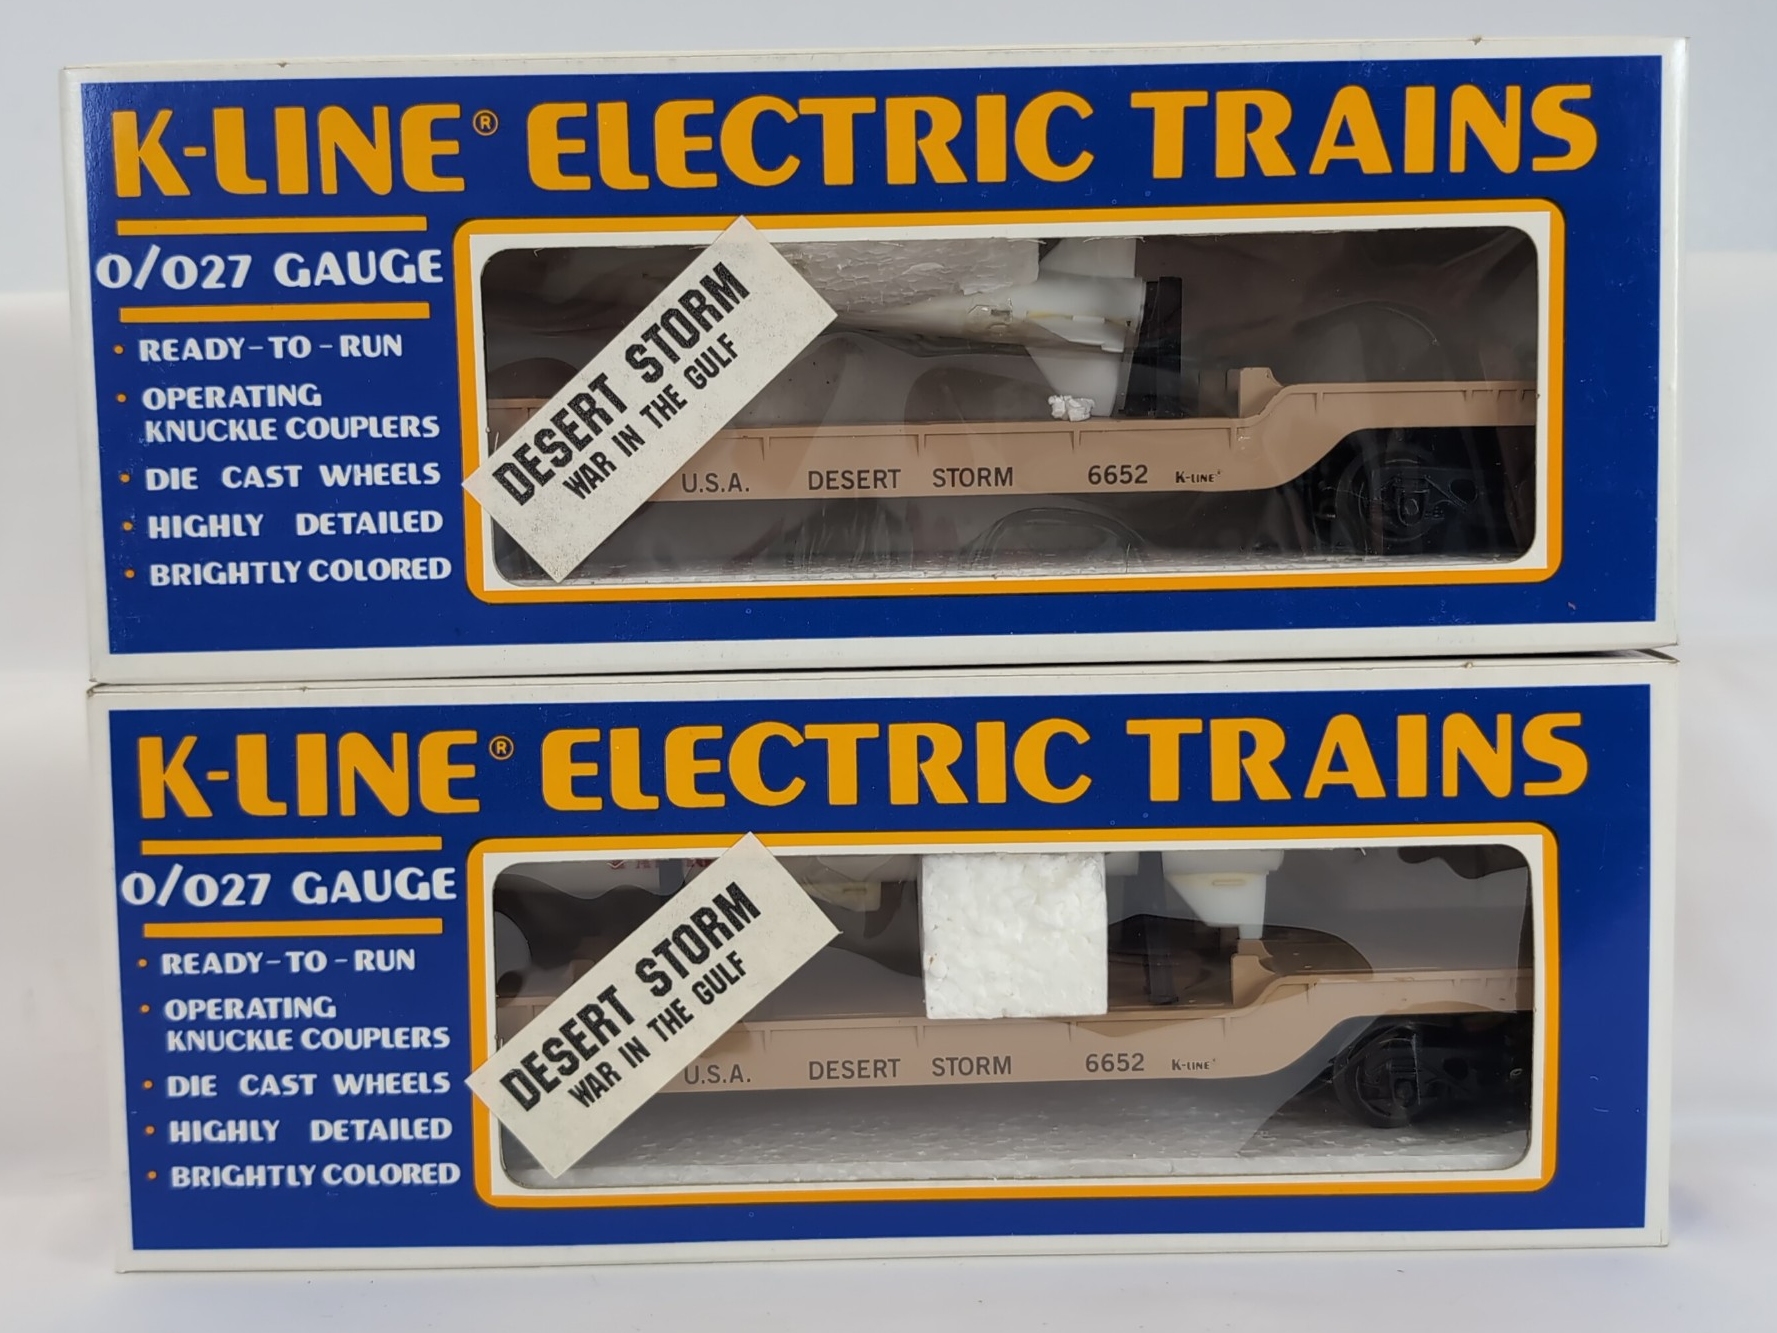 K-LINE® ELECTRIC TRAINS
O/O27 GAUGE
• READY-TO-RUN
• OPERATING
KNUCKLE COUPLERS
• DIE CAST WHEELS
• HIGHLY DETAILED
• BRIGHTLY COLORED
DESERT STORM
WAR IN THE GULF
U.S.A. DESERT STORM 6652 K-LINE
K-LINE® ELECTRIC TRAINS
O/O27 GAUGE
• READY-TO-RUN
• OPERATING
KNUCKLE COUPLERS
• DIE CAST WHEELS
• HIGHLY DETAILED
• BRIGHTLY COLORED
DESERT STORM
WAR IN THE GULF
U.S.A. DESERT STORM 6652 K-LINE